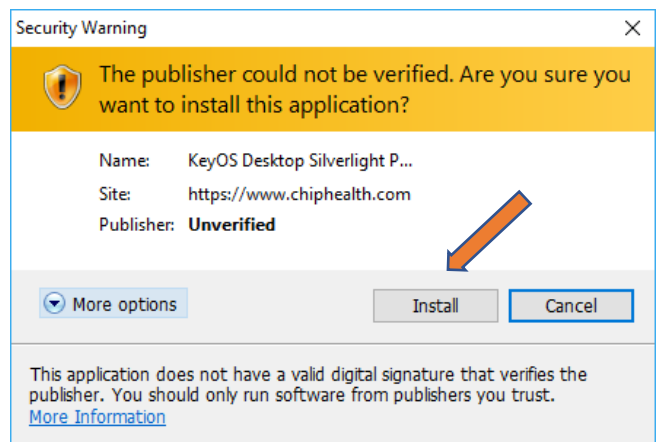 Security Warning
The publisher could not be verified. Are you sure you
want to install this application?
Name: KeyOS Desktop Silverlight P...
Site: https://www.chiphealth.com
Publisher: Unverified
More options
Install Cancel
This application does not have a valid digital signature that verifies the
publisher. You should only run software from publishers you trust.
More Information